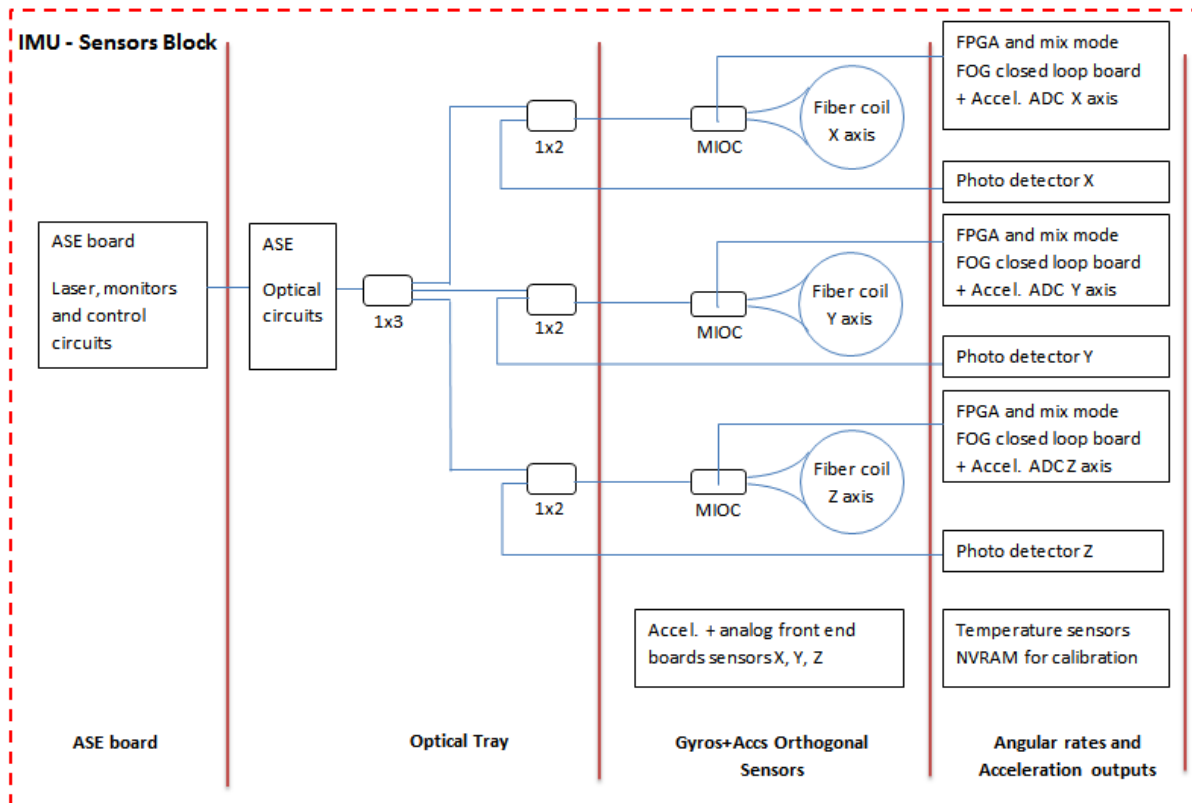 IMU - Sensors Block
FPGA and mix mode
FOG closed loop board
+ Accel. ADC X axis
Fiber coil
X axis
1x2
MIOC
Photo detector X
ASE board
Laser, monitors
and control
circuits
ASE
Optical
circuits
1x3
1x2
MIOC
Fiber coil
Y axis
FPGA and mix mode
FOG closed loop board
+ Accel. ADC Y axis
Photo detector Y
FPGA and mix mode
FOG closed loop board
+ Accel. ADC Z axis
Fiber coil
Z axis
1x2
MIOC
Photo detector Z
Accel. + analog front end
boards sensors X, Y, Z
Temperature sensors
NVRAM for calibration
ASE board
Optical Tray
Gyros+Accs Orthogonal
Sensors
Angular rates and
Acceleration outputs